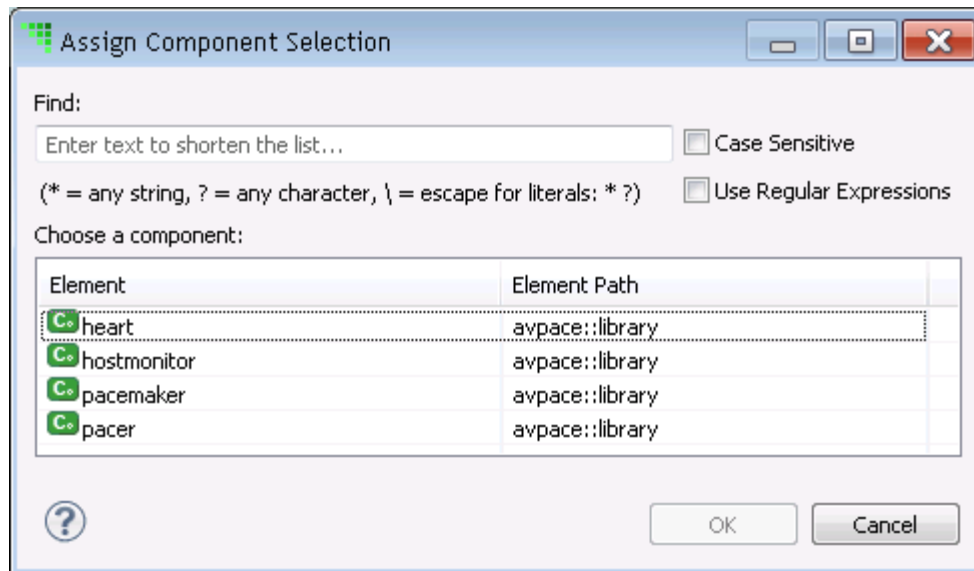 Assign Component Selection
Find:
Enter text to shorten the list...
Case Sensitive
(* = any string, ? = any character, \ = escape for literals: * ?)
Use Regular Expressions
Choose a component:
Element Element Path
C heart avpace::library
C hostmonitor avpace::library
C pacemaker avpace::library
C pacer avpace::library
?
OK Cancel